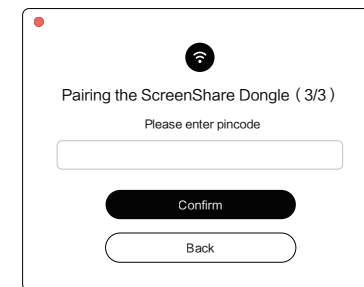 Pairing the ScreenShare Dongle（3/3）
Please enter pincode
Confirm
Back